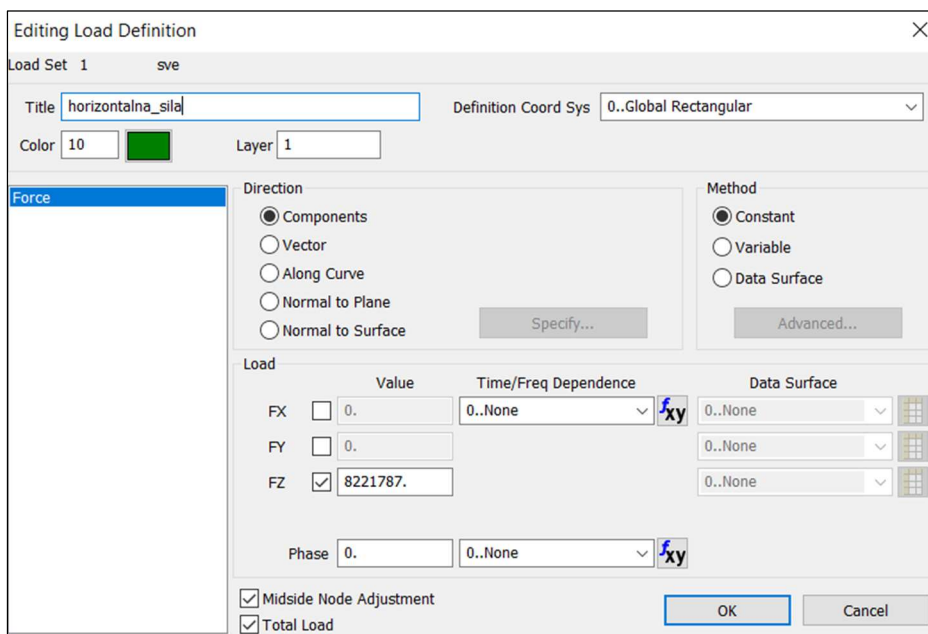 Editing Load Definition
Load Set 1 sve
Title horizontalna_sila Definition Coord Sys 0..Global Rectangular
Color 10 Layer 1
Force
Direction
Components
Vector
Along Curve
Normal to Plane
Normal to Surface
Specify...
Method
Constant
Variable
Data Surface
Advanced...
Load
Value Time/Freq Dependence Data Surface
FX 0. 0..None fxy 0..None
FY 0. 0..None
FZ 8221787. 0..None
Phase 0. 0..None fxy
Midside Node Adjustment
Total Load
OK Cancel